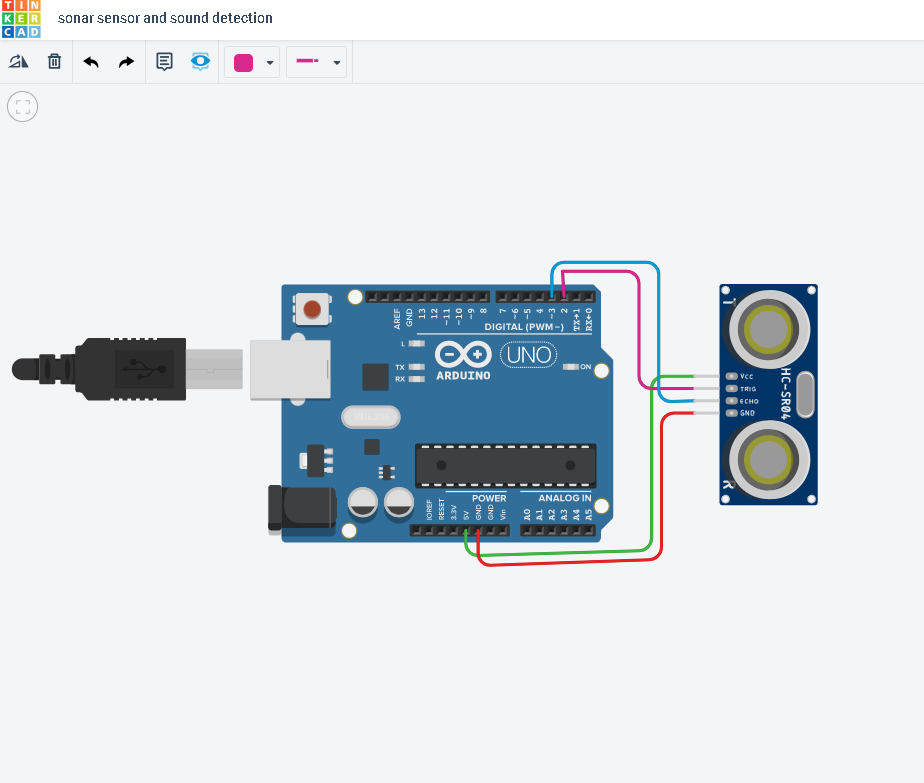 TIN
KER
CAD
sonar sensor and sound detection
AREF
GND
13
12
~11
~10
~9
8
7
~6
~5
4
~3
2
TX→1
RX←0
DIGITAL (PWM~)
L
TX
RX
ARDUINO
UNO
ON
POWER
ANALOG IN
IOREF
RESET
3.3V
5V
GND
GND
Vin
A0
A1
A2
A3
A4
A5
T
Vcc
TRIG
ECHO
GND
HC-SR04
R